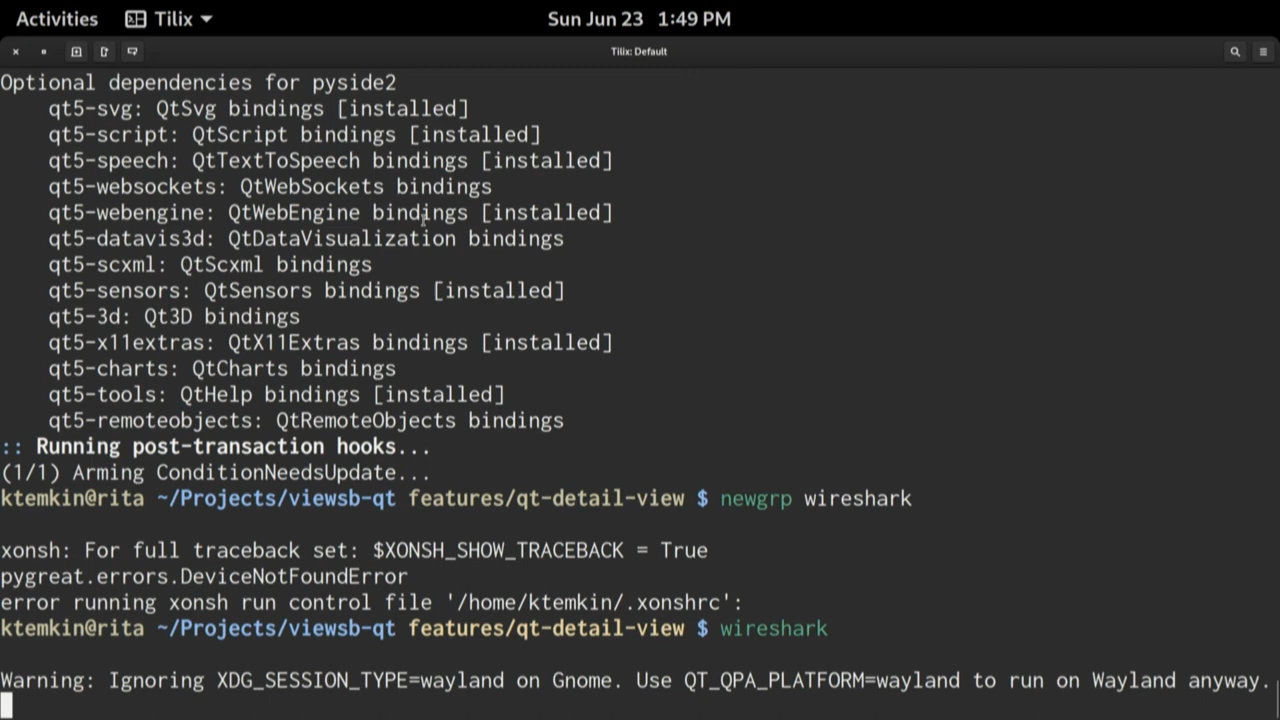 Activities Tilix Sun Jun 23 1:49 PM
Tilix: Default
Optional dependencies for pyside2
    qt5-svg: QtSvg bindings [installed]
    qt5-script: QtScript bindings [installed]
    qt5-speech: QtTextToSpeech bindings [installed]
    qt5-websockets: QtWebSockets bindings
    qt5-webengine: QtWebEngine bindings [installed]
    qt5-datavis3d: QtDataVisualization bindings
    qt5-scxml: QtScxml bindings
    qt5-sensors: QtSensors bindings [installed]
    qt5-3d: Qt3D bindings
    qt5-x11extras: QtX11Extras bindings [installed]
    qt5-charts: QtCharts bindings
    qt5-tools: QtHelp bindings [installed]
    qt5-remoteobjects: QtRemoteObjects bindings
:: Running post-transaction hooks...
(1/1) Arming ConditionNeedsUpdate...
ktemkin@rita ~/Projects/viewsb-qt features/qt-detail-view $ newgrp wireshark
xonsh: For full traceback set: $XONSH_SHOW_TRACEBACK = True
pygreat.errors.DeviceNotFoundError
error running xonsh run control file '/home/ktemkin/.xonshrc':
ktemkin@rita ~/Projects/viewsb-qt features/qt-detail-view $ wireshark
Warning: Ignoring XDG_SESSION_TYPE=wayland on Gnome. Use QT_QPA_PLATFORM=wayland to run on Wayland anyway.